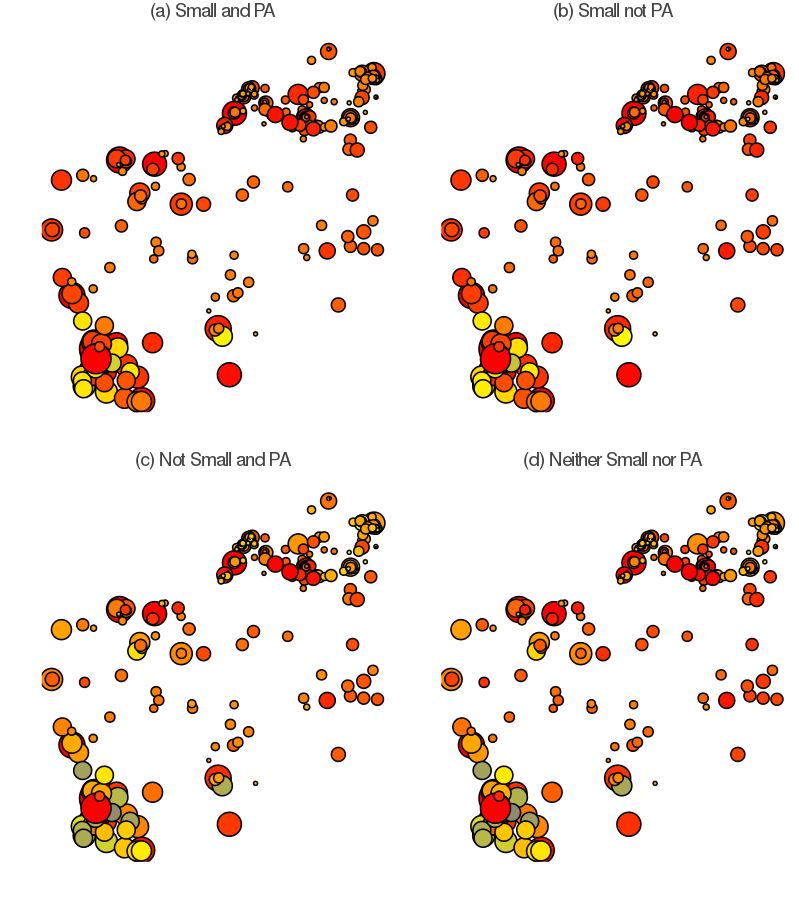 (a) Small and PA
(b) Small not PA
(c) Not Small and PA
(d) Neither Small nor PA